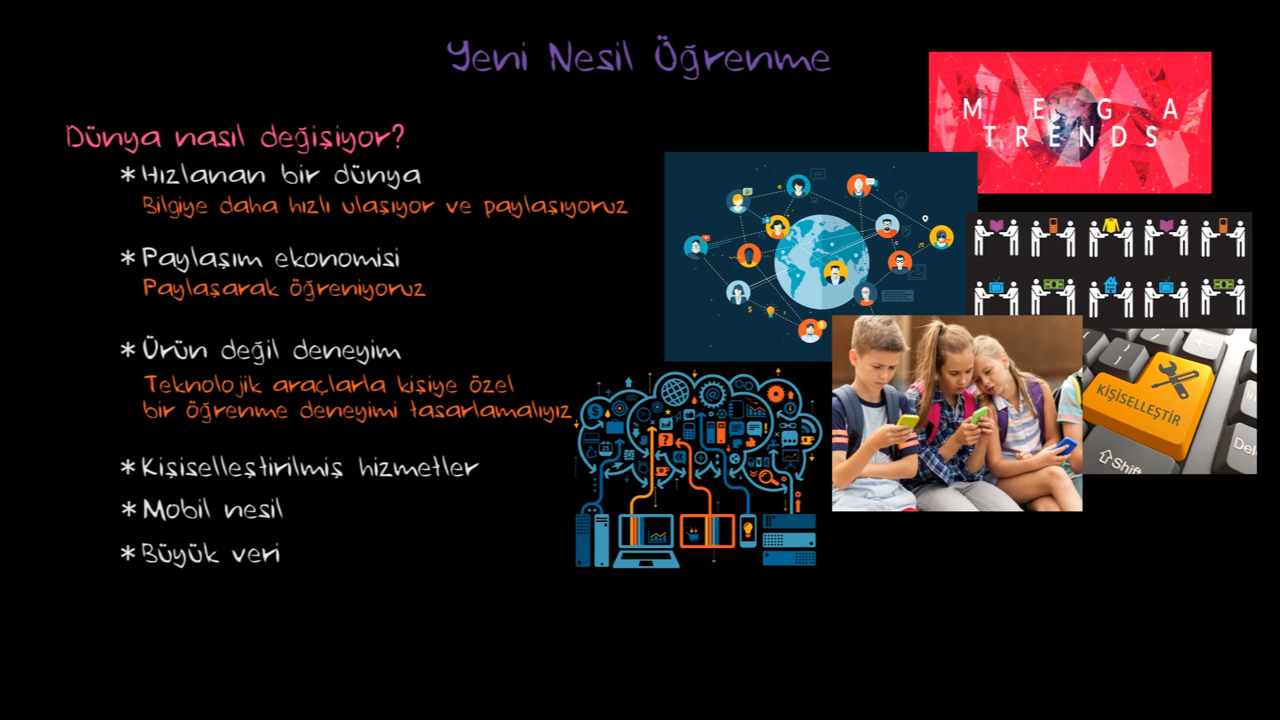 Yeni Nesil Öğrenme
Dünya nasıl değişiyor?
*Hızlanan bir dünya
Bilgiye daha hızlı ulaşıyor ve paylaşıyoruz
*Paylaşım ekonomisi
Paylaşarak öğreniyoruz
*Ürün değil deneyim
Teknolojik araçlarla kişiye özel
bir öğrenme deneyimi tasarlamalıyız
*Kişiselleştirilmiş hizmetler
*Mobil nesil
*Büyük veri
MEGA
TRENDS
KİŞİSELLEŞTİR
Shift
Del